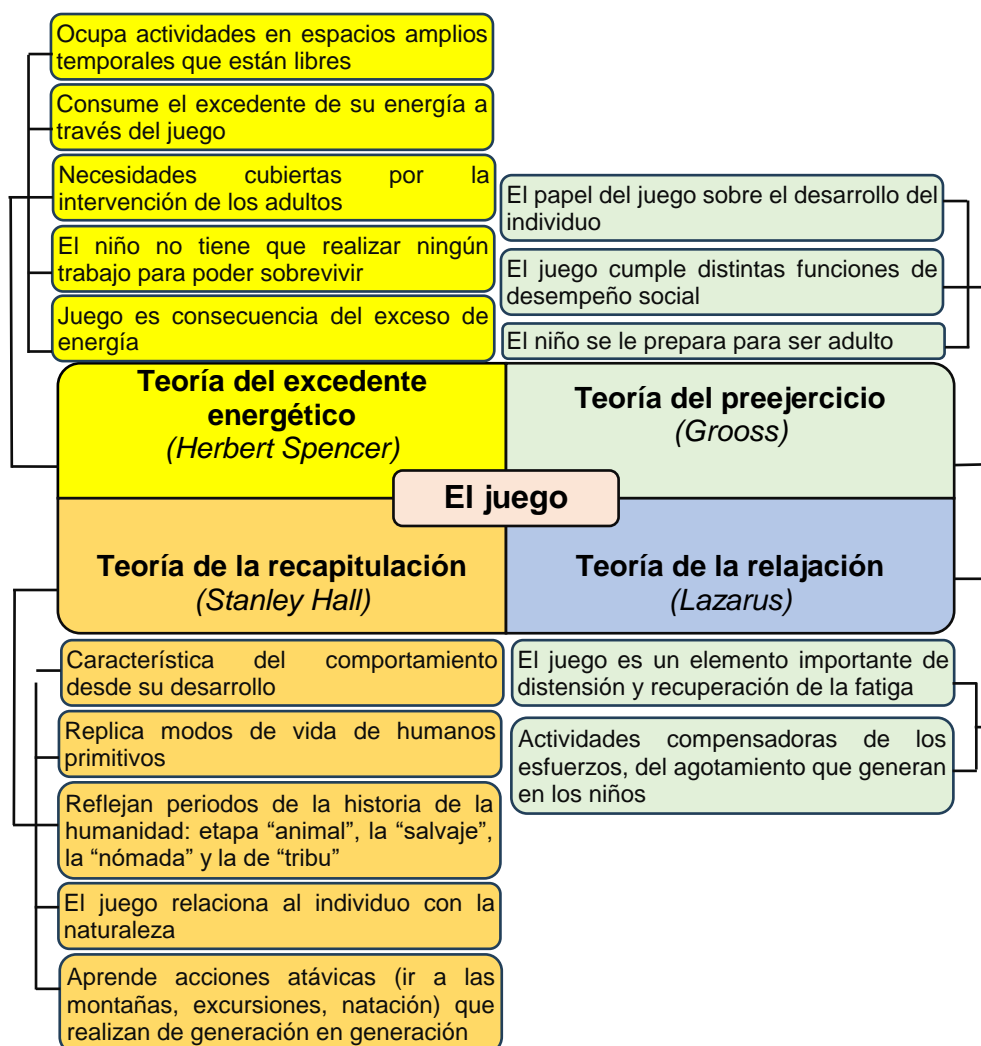 Ocupa actividades en espacios amplios
temporales que están libres
Consume el excedente de su energía a
través del juego
Necesidades cubiertas por la
intervención de los adultos
El niño no tiene que realizar ningún
trabajo para poder sobrevivir
Juego es consecuencia del exceso de
energía
El papel del juego sobre el desarrollo del
individuo
El juego cumple distintas funciones de
desempeño social
El niño se le prepara para ser adulto
Teoría del excedente
energético
(Herbert Spencer)
Teoría del preejercicio
(Grooss)
El juego
Teoría de la recapitulación
(Stanley Hall)
Teoría de la relajación
(Lazarus)
Característica del comportamiento
desde su desarrollo
Replica modos de vida de humanos
primitivos
Reflejan periodos de la historia de la
humanidad: etapa “animal”, la “salvaje”,
la “nómada” y la de “tribu”
El juego relaciona al individuo con la
naturaleza
Aprende acciones atávicas (ir a las
montañas, excursiones, natación) que
realizan de generación en generación
El juego es un elemento importante de
distensión y recuperación de la fatiga
Actividades compensadoras de los
esfuerzos, del agotamiento que generan
en los niños